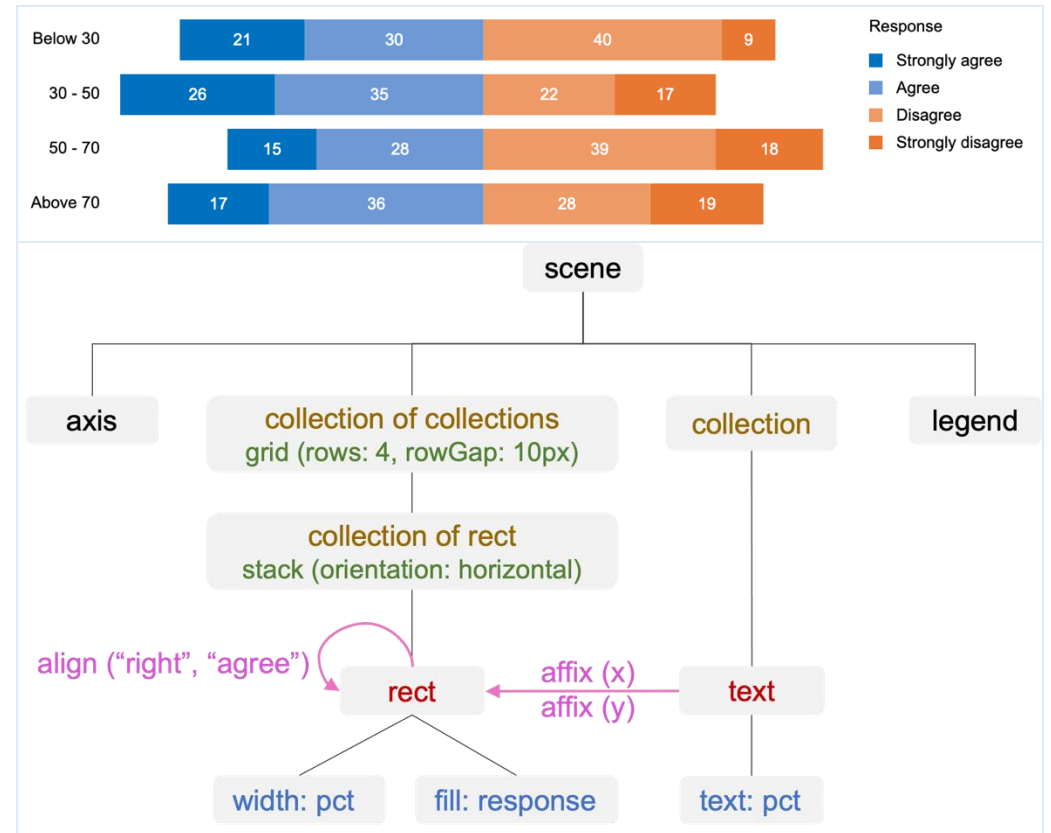 Below 30
21
30
40
9
30 - 50
26
35
22
17
50 - 70
15
28
39
18
Above 70
17
36
28
19
Response
Strongly agree
Agree
Disagree
Strongly disagree
scene
axis
collection of collections
grid (rows: 4, rowGap: 10px)
collection
legend
collection of rect
stack (orientation: horizontal)
align (“right”, “agree”)
rect
affix (x)
affix (y)
text
width: pct
fill: response
text: pct